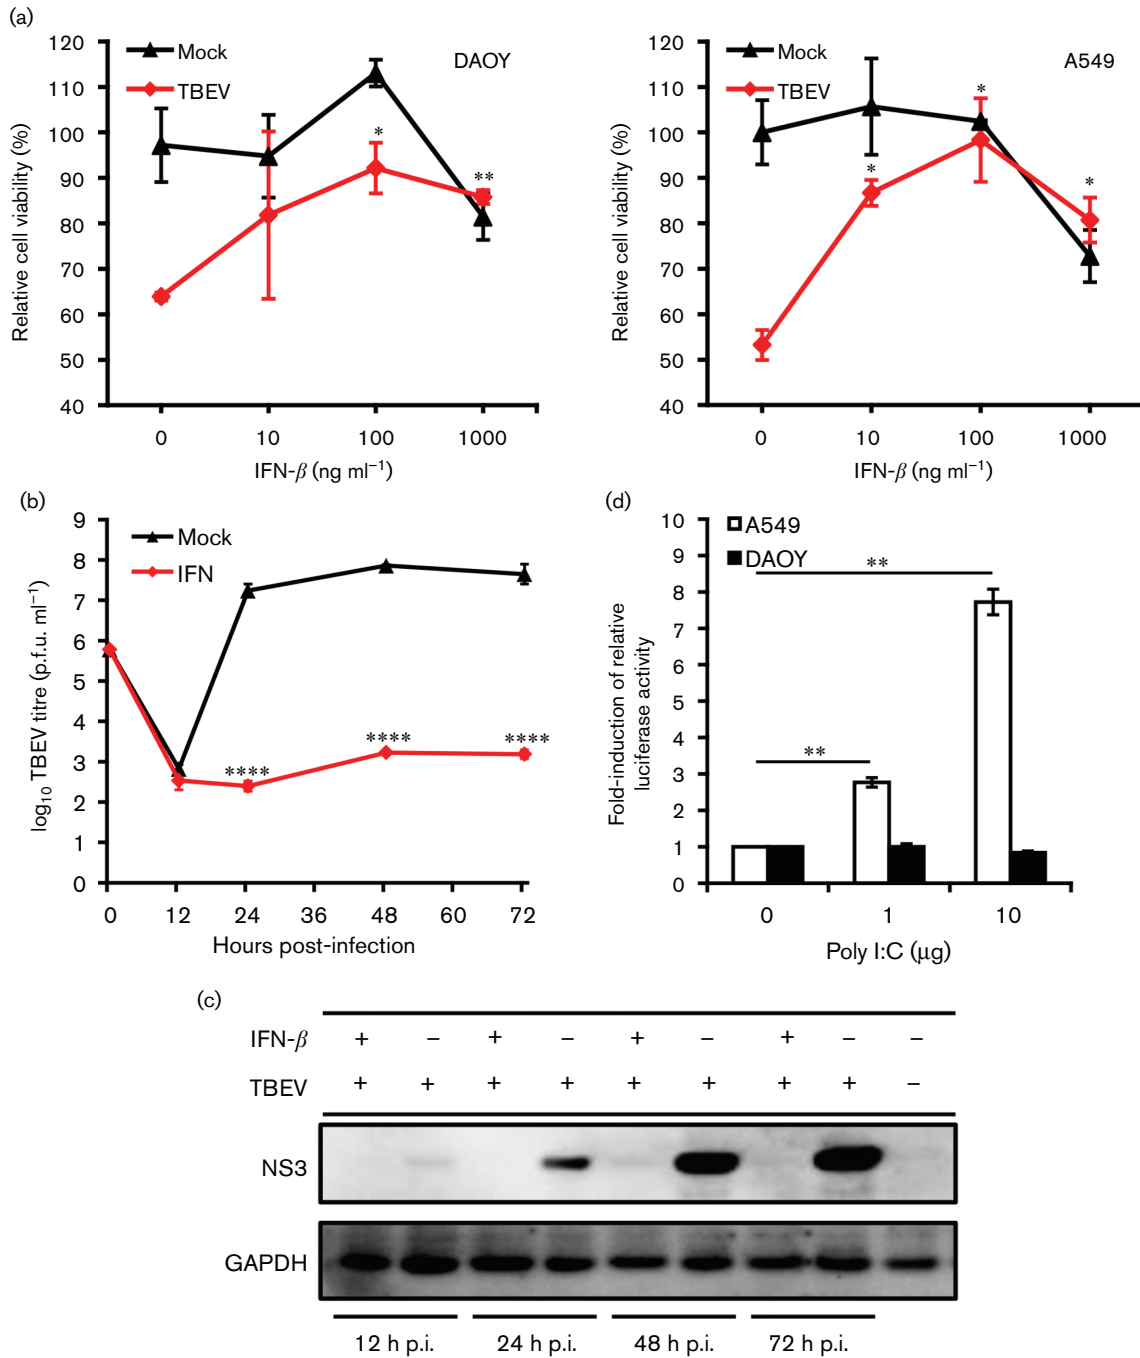 (a)
120
110
100
90
80
70
60
50
40
Relative cell viability (%)
Mock
TBEV
DAOY
*
**
0 10 100 1000
IFN-β (ng ml⁻¹)
120
110
100
90
80
70
60
50
40
Relative cell viability (%)
Mock
TBEV
A549
*
*
*
0 10 100 1000
IFN-β (ng ml⁻¹)
(b)
9
8
7
6
5
4
3
2
1
0
log₁₀ TBEV titre (p.f.u. ml⁻¹)
Mock
IFN
****
****
****
0 12 24 36 48 60 72
Hours post-infection
(d)
10
9
8
7
6
5
4
3
2
1
0
Fold-induction of relative
luciferase activity
A549
DAOY
**
**
0 1 10
Poly I:C (μg)
(c)
IFN-β + – + – + – + – –
TBEV + + + + + + + + –
NS3
GAPDH
12 h p.i. 24 h p.i. 48 h p.i. 72 h p.i.